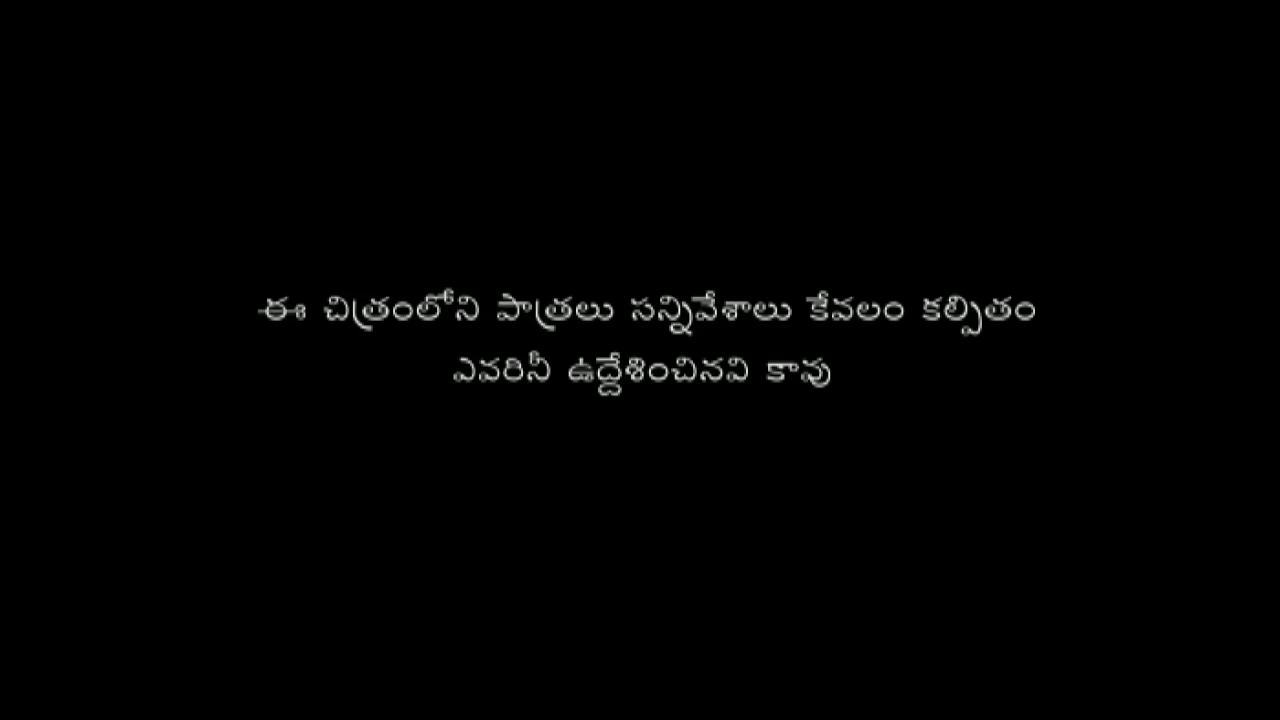 ఈ చిత్రంలోని పాత్రలు సన్నివేశాలు కేవలం కల్పితం
ఎవరినీ ఉద్దేశించినవి కావు